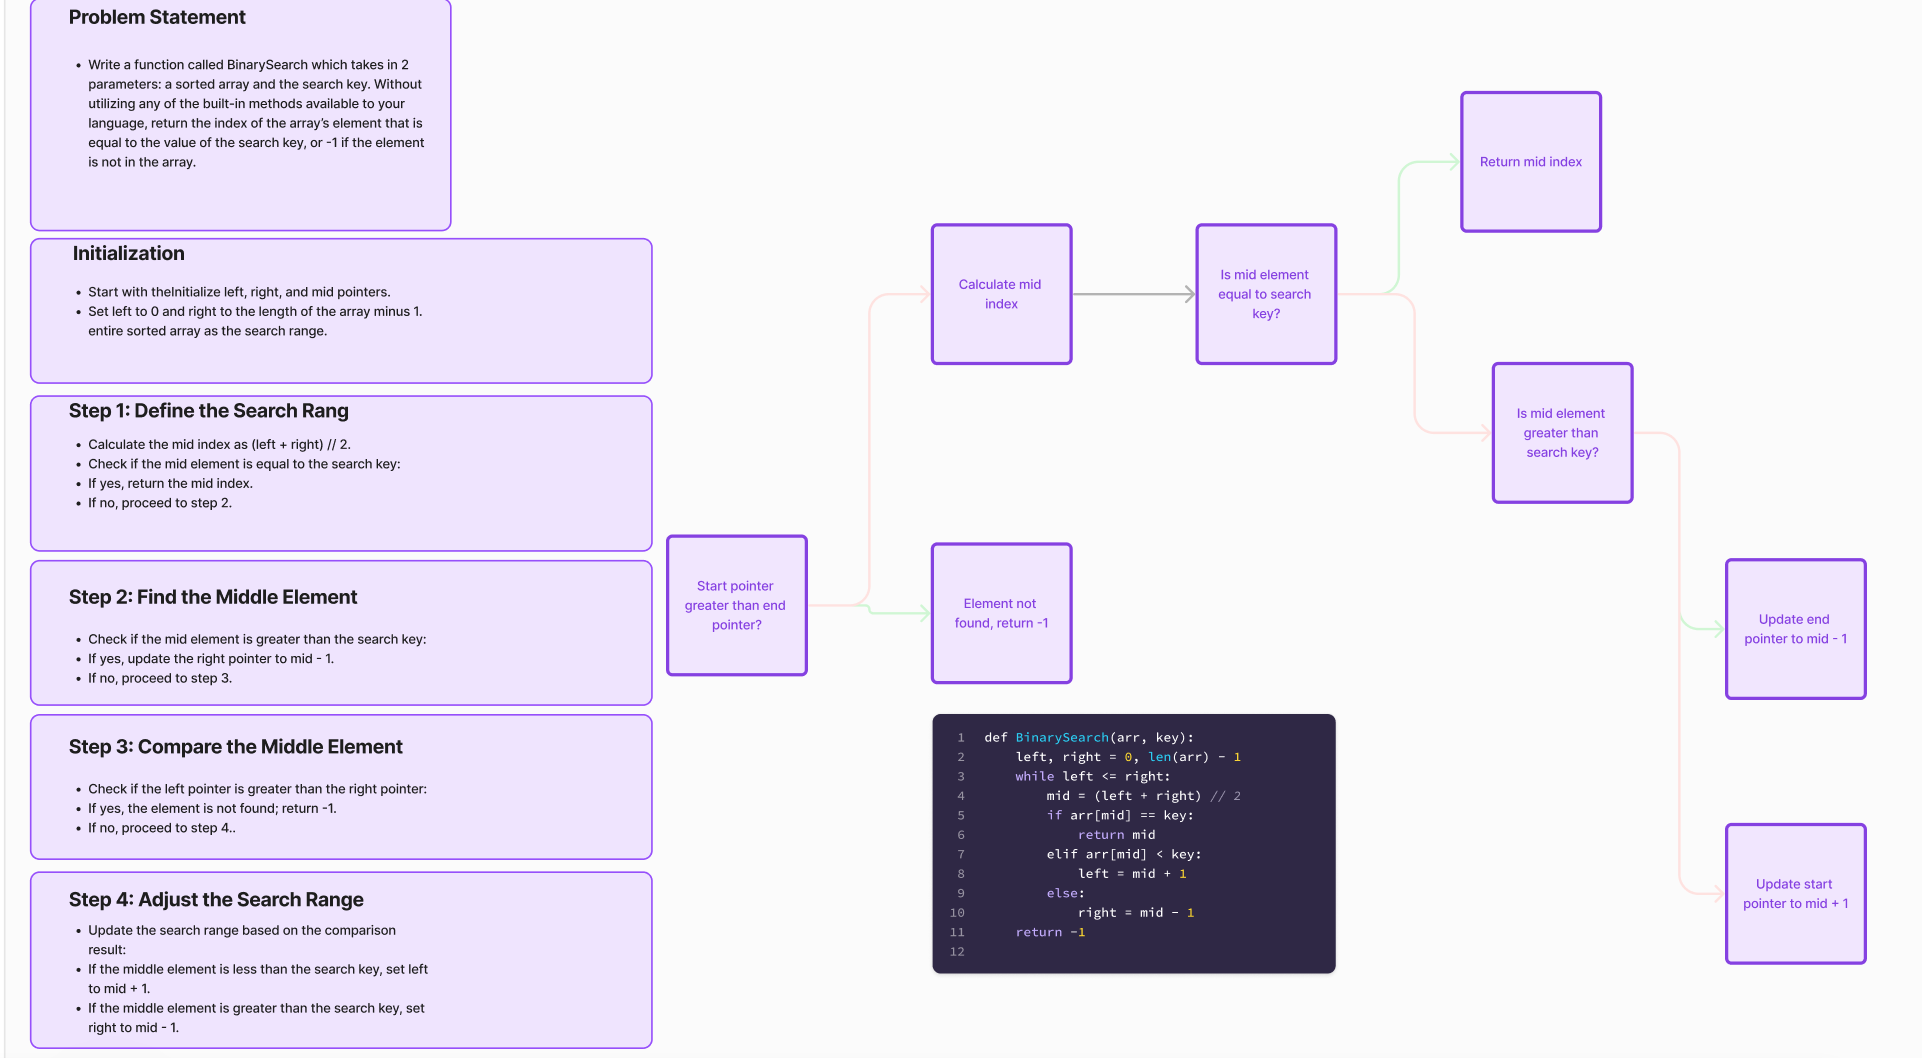 Problem Statement
• Write a function called BinarySearch which takes in 2
parameters: a sorted array and the search key. Without
utilizing any of the built-in methods available to your
language, return the index of the array’s element that is
equal to the value of the search key, or -1 if the element
is not in the array.
Initialization
• Start with theInitialize left, right, and mid pointers.
• Set left to 0 and right to the length of the array minus 1.
entire sorted array as the search range.
Step 1: Define the Search Rang
• Calculate the mid index as (left + right) // 2.
• Check if the mid element is equal to the search key:
• If yes, return the mid index.
• If no, proceed to step 2.
Step 2: Find the Middle Element
• Check if the mid element is greater than the search key:
• If yes, update the right pointer to mid - 1.
• If no, proceed to step 3.
Step 3: Compare the Middle Element
• Check if the left pointer is greater than the right pointer:
• If yes, the element is not found; return -1.
• If no, proceed to step 4..
Step 4: Adjust the Search Range
• Update the search range based on the comparison
result:
• If the middle element is less than the search key, set left
to mid + 1.
• If the middle element is greater than the search key, set
right to mid - 1.
Start pointer
greater than end
pointer?
Calculate mid
index
Element not
found, return -1
Is mid element
equal to search
key?
Return mid index
Is mid element
greater than
search key?
Update end
pointer to mid - 1
Update start
pointer to mid + 1
1 def BinarySearch(arr, key):
2     left, right = 0, len(arr) - 1
3     while left <= right:
4         mid = (left + right) // 2
5         if arr[mid] == key:
6             return mid
7         elif arr[mid] < key:
8             left = mid + 1
9         else:
10             right = mid - 1
11     return -1
12